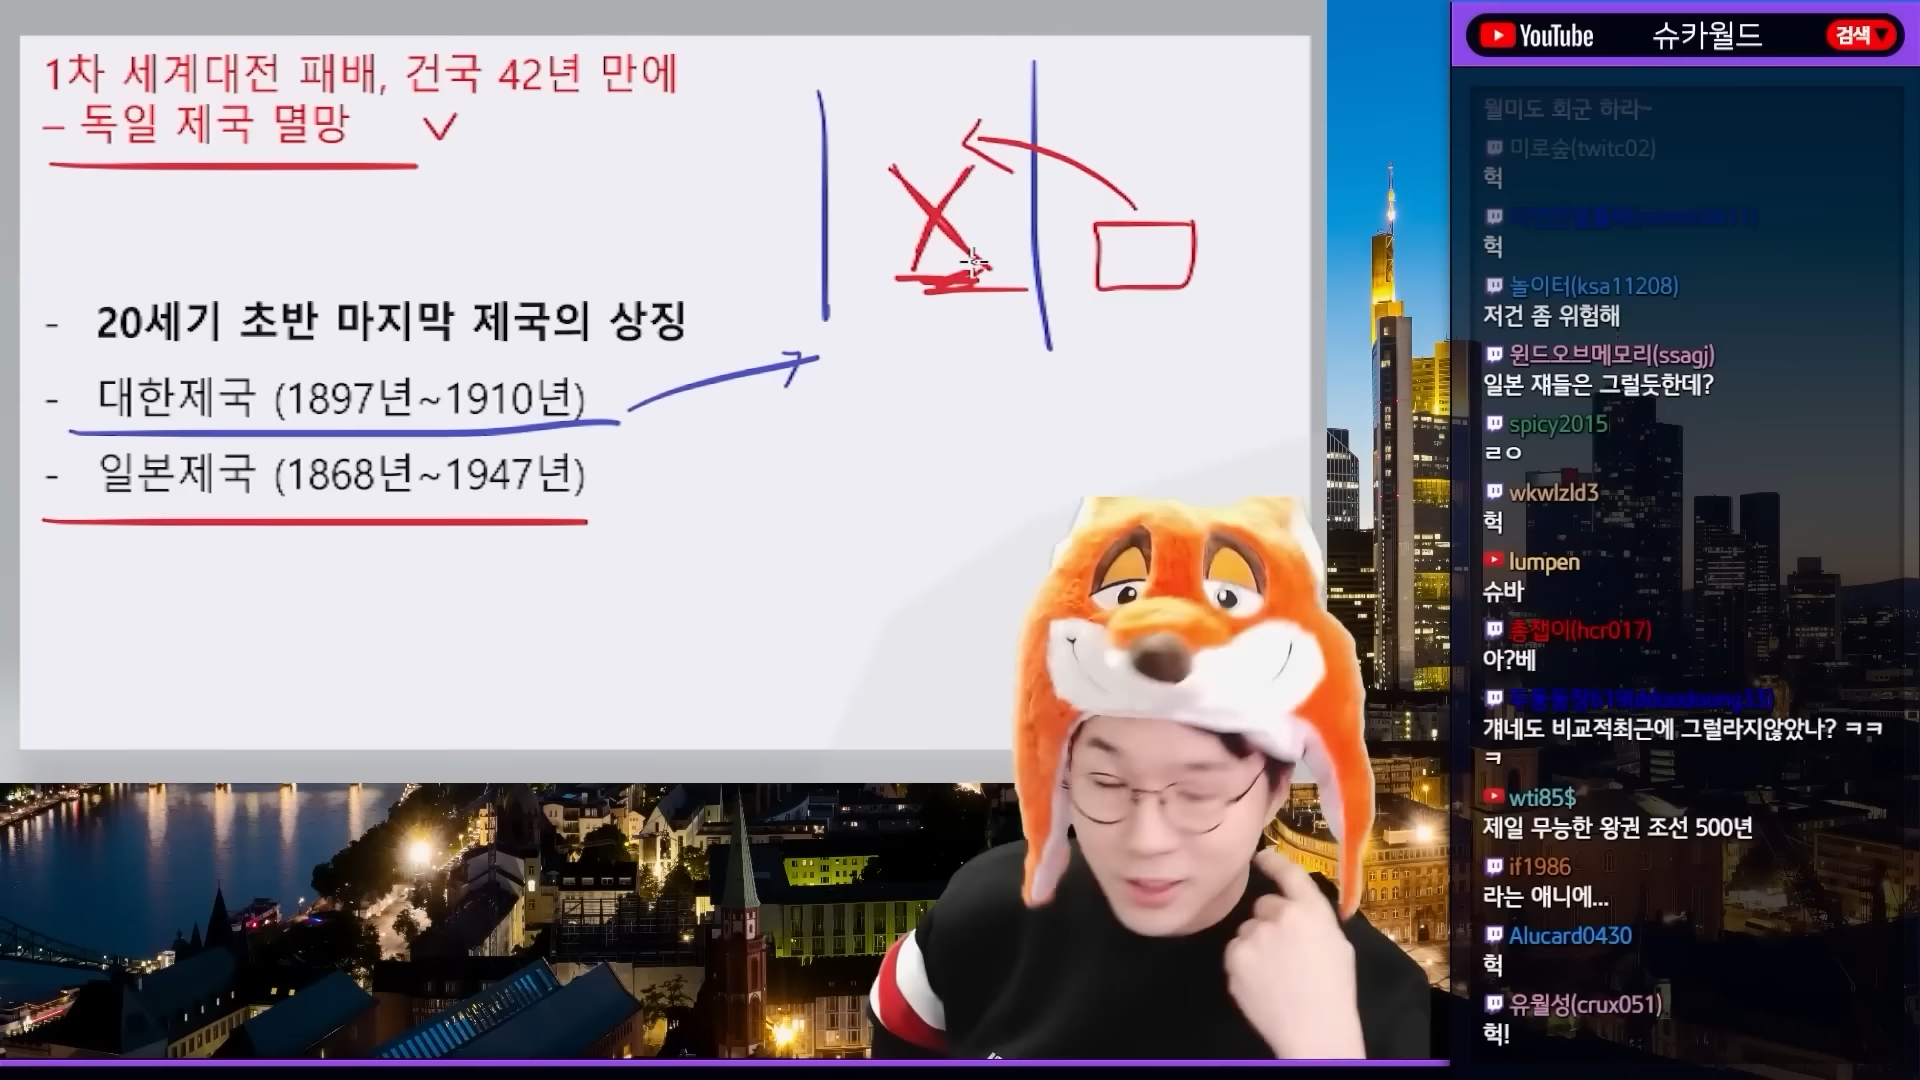 1차 세계대전 패배, 건국 42년 만에
– 독일 제국 멸망
- 20세기 초반 마지막 제국의 상징
- 대한제국 (1897년~1910년)
- 일본제국 (1868년~1947년)
YouTube 슈카월드 검색
월미도 회군 하라~
미로숲(twitc02)
헉
헉
놀이터(ksa11208)
저건 좀 위험해
윈드오브메모리(ssagj)
일본 쟤들은 그럴듯한데?
spicy2015
ㄹㅇ
wkwlzld3
헉
lumpen
슈바
총잡이(hcr017)
아?베
걔네도 비교적최근에 그럴라지않았나? ㅋㅋ
ㅋ
wti85$
제일 무능한 왕권 조선 500년
if1986
라는 애니에...
Alucard0430
헉
유월성(crux051)
헉!